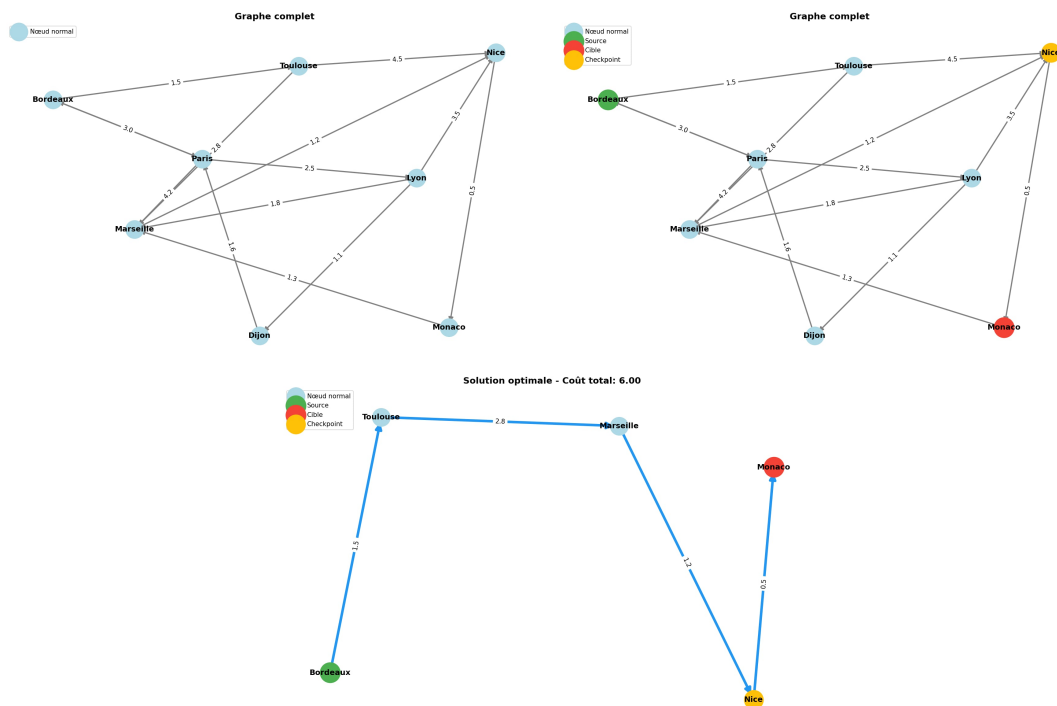 Graphe complet
Nœud normal
Nice
4.5
Toulouse
1.5
Bordeaux
3.0
2.8
1.2
3.5
Paris
2.5
Lyon
4.2
0.5
1.8
Marseille
1.6
1.1
1.3
Dijon
Monaco
Graphe complet
Nœud normal
Source
Cible
Checkpoint
Nice
4.5
Toulouse
1.5
Bordeaux
3.0
2.8
1.2
3.5
Paris
2.5
Lyon
4.2
0.5
1.8
Marseille
1.6
1.1
1.3
Dijon
Monaco
Solution optimale - Coût total: 6.00
Nœud normal
Source
Cible
Checkpoint
Toulouse
2.8
Marseille
Monaco
1.5
1.2
0.5
Bordeaux
Nice